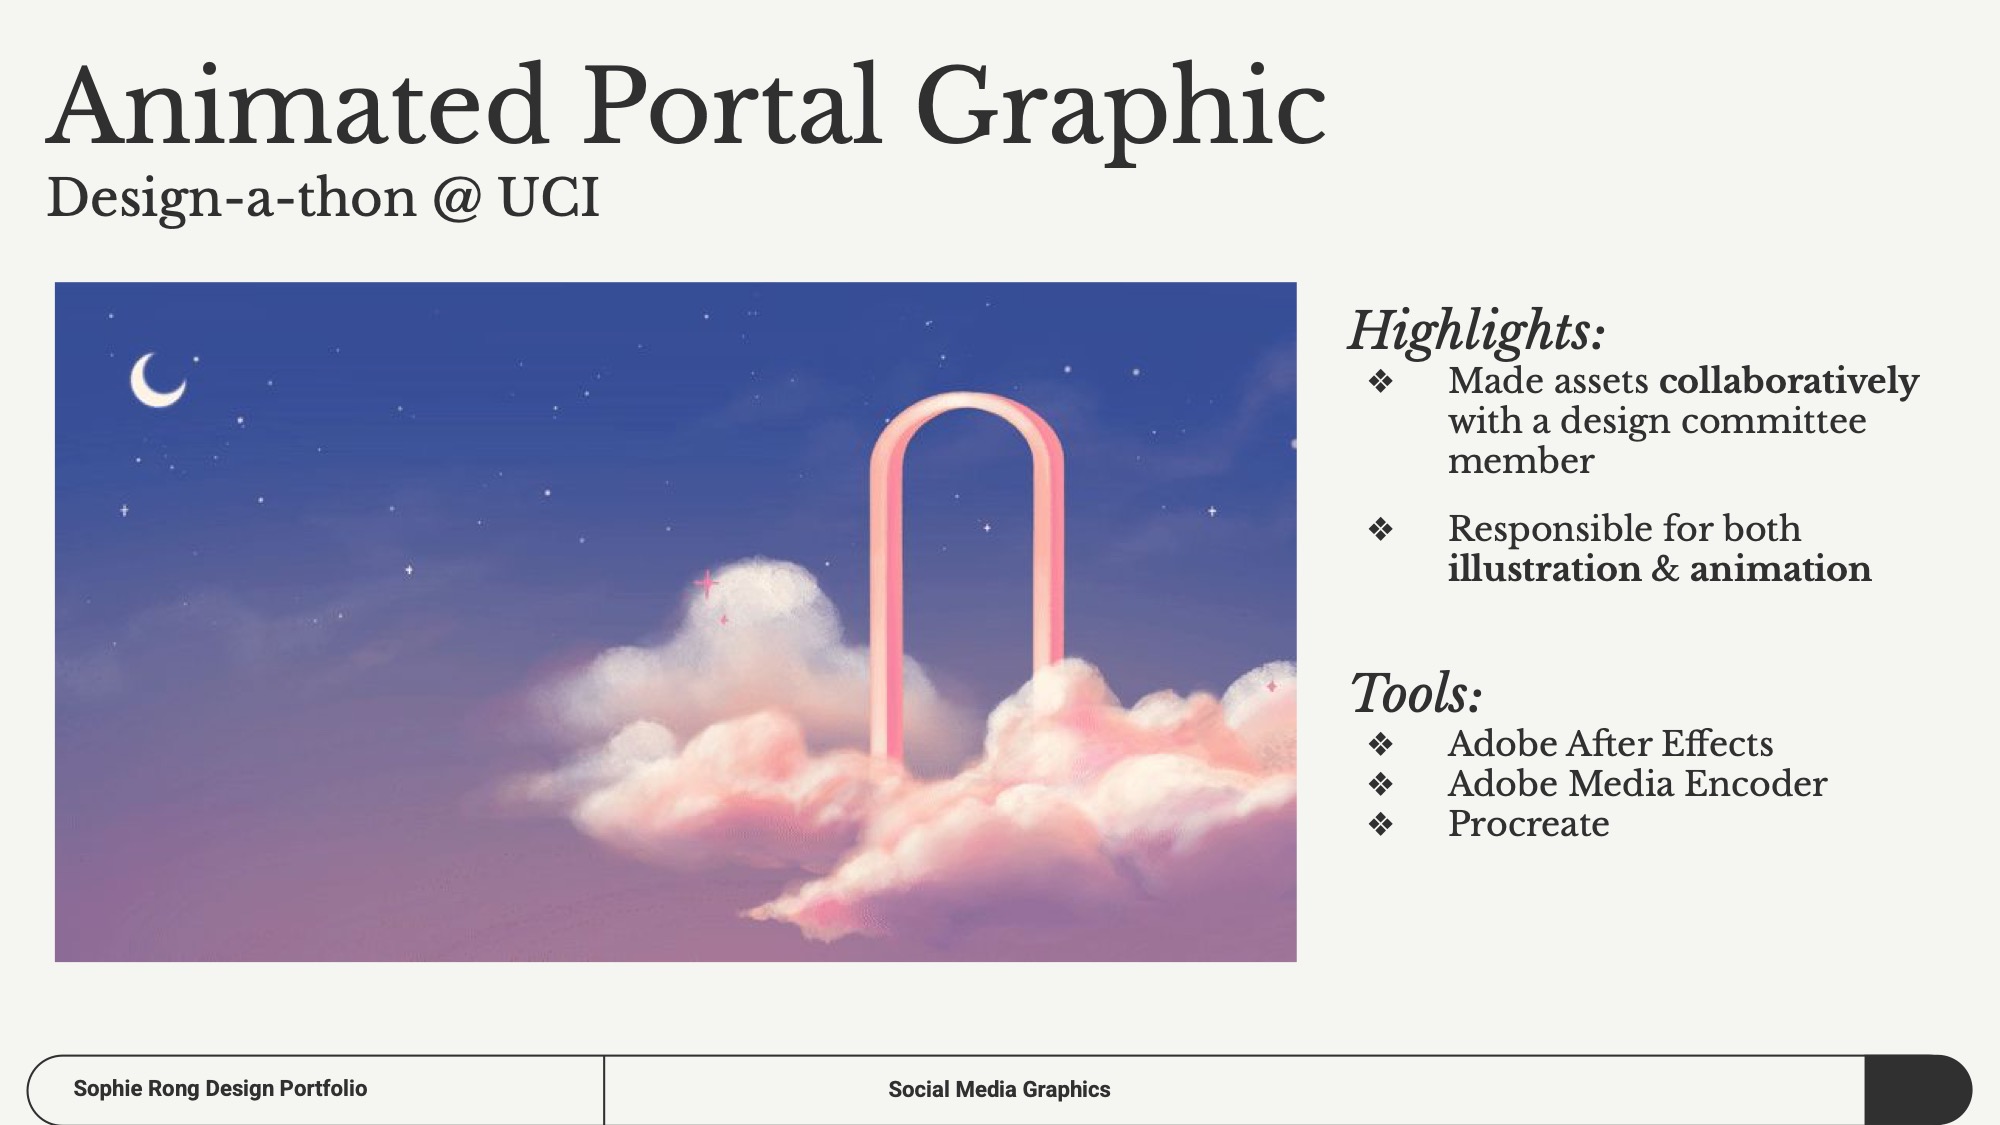 Animated Portal Graphic
Design-a-thon @ UCI
Highlights:
❖ Made assets collaboratively
with a design committee
member
❖ Responsible for both
illustration & animation
Tools:
❖ Adobe After Effects
❖ Adobe Media Encoder
❖ Procreate
Sophie Rong Design Portfolio
Social Media Graphics